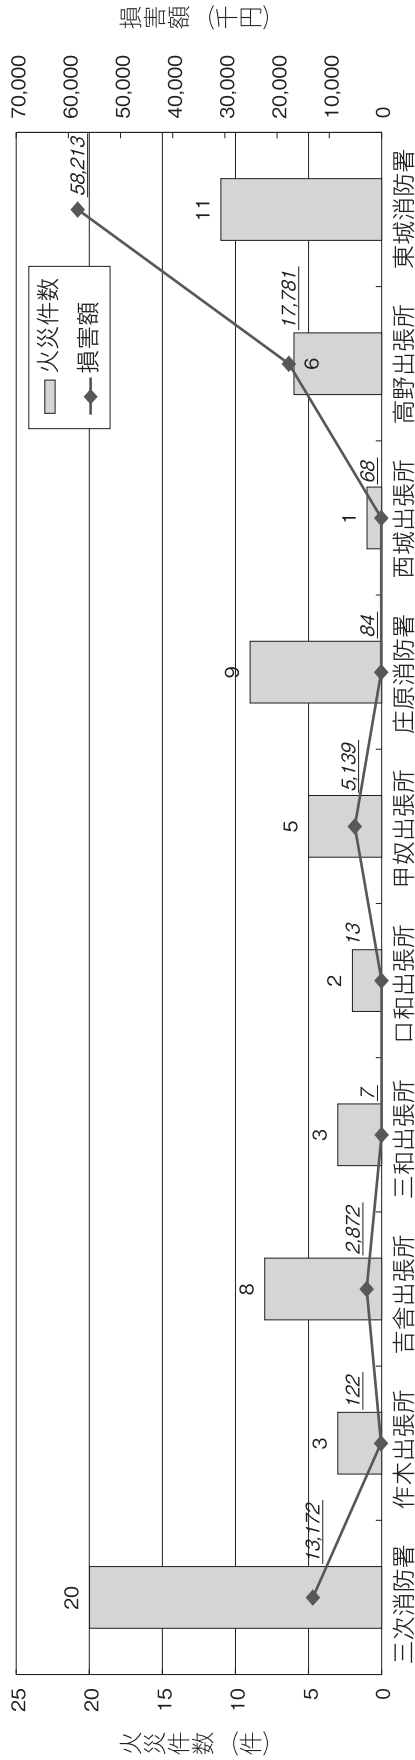 火災件数（件）
損害額（千円）
25
20
15
10
5
0
70,000
60,000
50,000
40,000
30,000
20,000
10,000
0
火災件数
損害額
20
3
8
3
2
5
9
1
6
11
13,172
122
2,872
7
13
5,139
84
68
17,781
58,213
三次消防署
作木出張所
吉舎出張所
三和出張所
口和出張所
甲奴出張所
庄原消防署
西城出張所
高野出張所
東城消防署